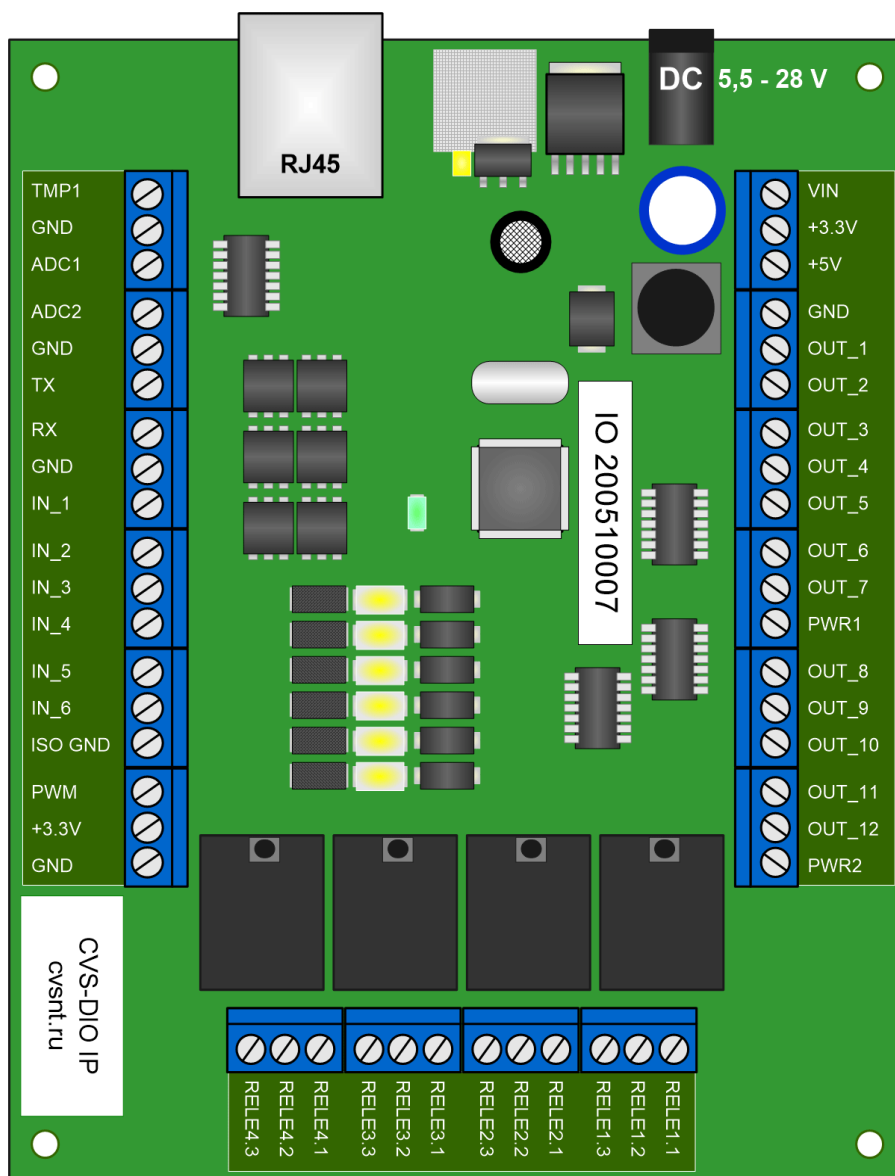 RJ45
DC 5,5 - 28 V
TMP1
GND
ADC1
ADC2
GND
TX
RX
GND
IN_1
IN_2
IN_3
IN_4
IN_5
IN_6
ISO GND
PWM
+3.3V
GND
VIN
+3.3V
+5V
GND
OUT_1
OUT_2
OUT_3
OUT_4
OUT_5
OUT_6
OUT_7
PWR1
OUT_8
OUT_9
OUT_10
OUT_11
OUT_12
PWR2
IO 200510007
CVS-DIO IP
cvsnt.ru
RELE4.3
RELE4.2
RELE4.1
RELE3.3
RELE3.2
RELE3.1
RELE2.3
RELE2.2
RELE2.1
RELE1.3
RELE1.2
RELE1.1